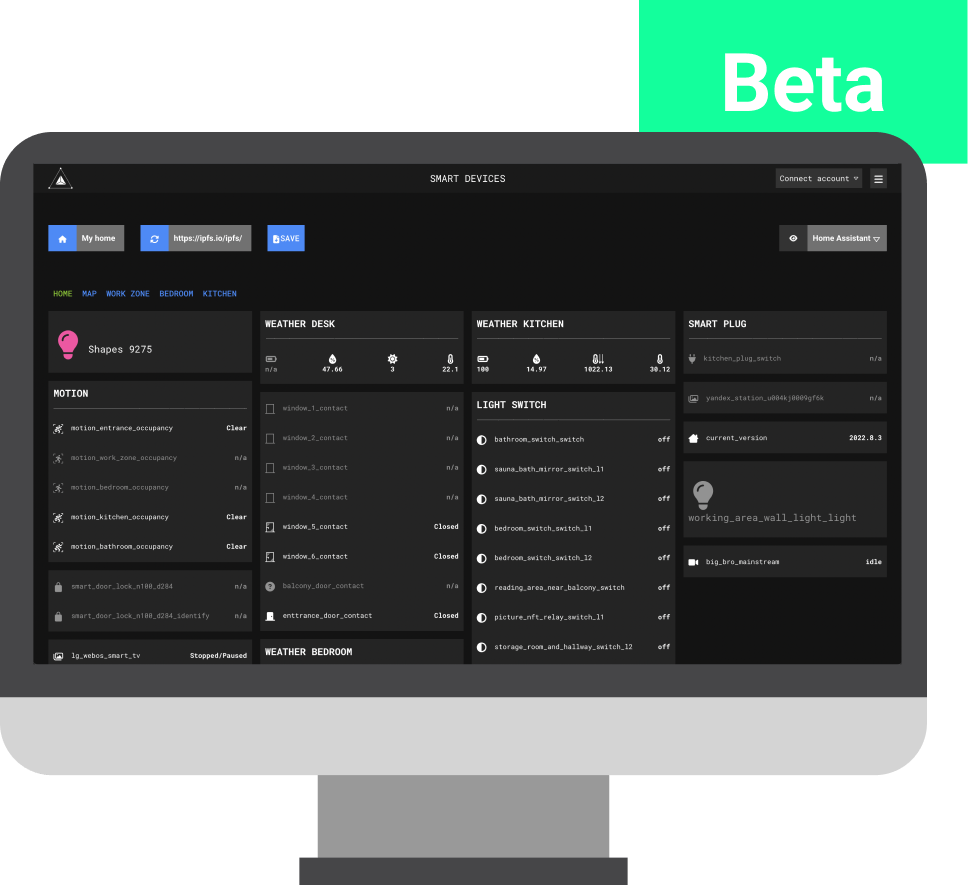 Beta
SMART DEVICES
Connect account
My home
https://ipfs.io/ipfs/
SAVE
Home Assistant
HOME MAP WORK ZONE BEDROOM KITCHEN
Shapes 9275
MOTION
motion_entrance_occupancy Clear
motion_work_zone_occupancy n/a
motion_bedroom_occupancy n/a
motion_kitchen_occupancy Clear
motion_bathroom_occupancy Clear
smart_door_lock_n100_d284 n/a
smart_door_lock_n100_d284_identify n/a
lg_webos_smart_tv Stopped/Paused
WEATHER DESK
n/a 47.66 3 22.1
window_1_contact n/a
window_2_contact n/a
window_3_contact n/a
window_4_contact n/a
window_5_contact Closed
window_6_contact Closed
balcony_door_contact n/a
enttrance_door_contact Closed
WEATHER BEDROOM
WEATHER KITCHEN
100 14.97 1022.13 30.12
LIGHT SWITCH
bathroom_switch_switch off
sauna_bath_mirror_switch_l1 off
sauna_bath_mirror_switch_l2 off
bedroom_switch_switch_l1 off
bedroom_switch_switch_l2 off
reading_area_near_balcony_switch off
picture_nft_relay_switch_l1 off
storage_room_and_hallway_switch_l2 off
SMART PLUG
kitchen_plug_switch n/a
yandex_station_u004kj0009gf6k n/a
current_version 2022.8.3
working_area_wall_light_light
big_bro_mainstream idle